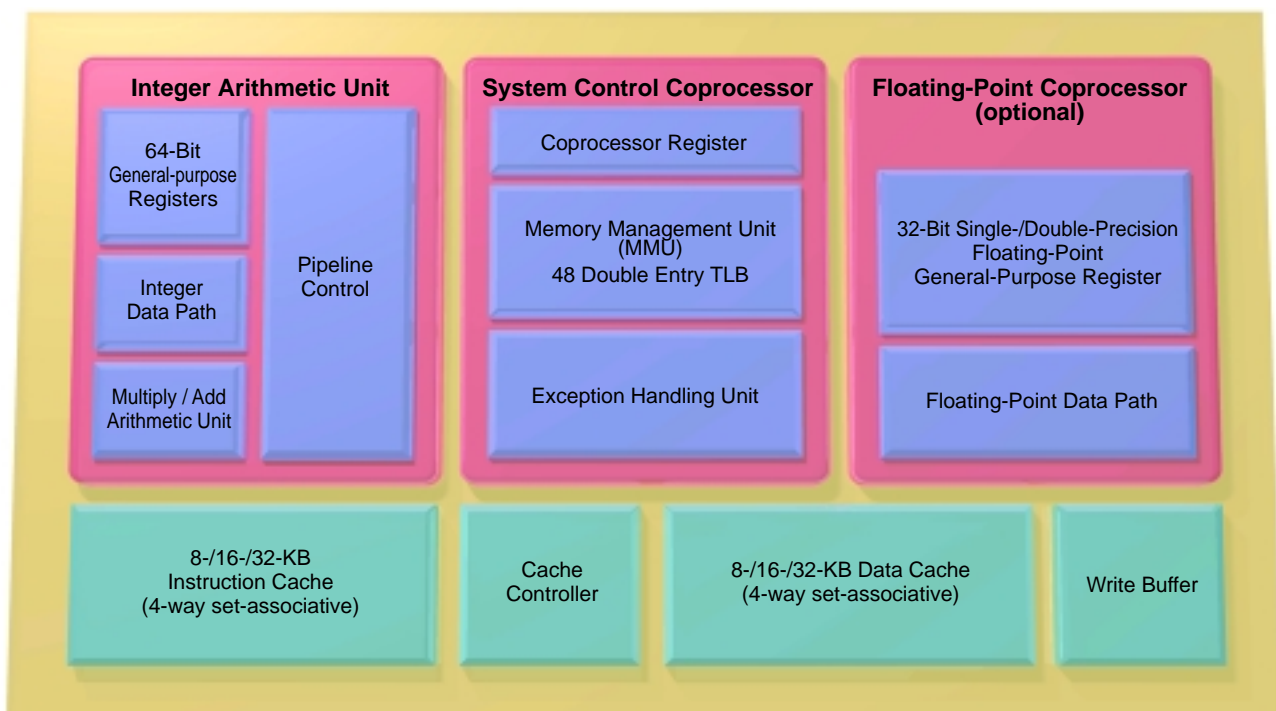 Integer Arithmetic Unit
64-Bit
General-purpose
Registers
Integer
Data Path
Multiply / Add
Arithmetic Unit
Pipeline
Control
System Control Coprocessor
Coprocessor Register
Memory Management Unit
(MMU)
48 Double Entry TLB
Exception Handling Unit
Floating-Point Coprocessor
(optional)
32-Bit Single-/Double-Precision
Floating-Point
General-Purpose Register
Floating-Point Data Path
8-/16-/32-KB
Instruction Cache
(4-way set-associative)
Cache
Controller
8-/16-/32-KB Data Cache
(4-way set-associative)
Write Buffer